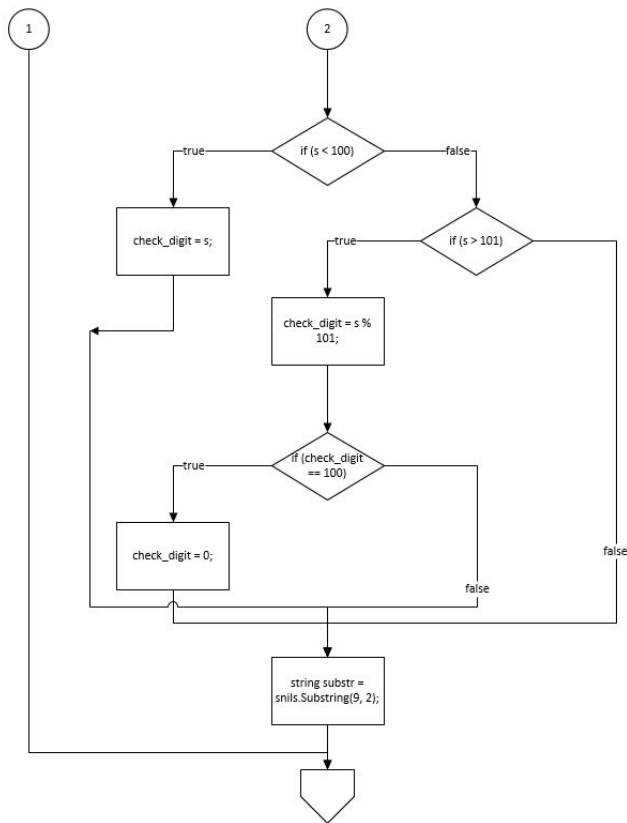 1
2
if (s < 100)
true
false
check_digit = s;
if (s > 101)
true
check_digit = s %
101;
if (check_digit
== 100)
true
check_digit = 0;
false
false
string substr =
snils.Substring(9, 2);